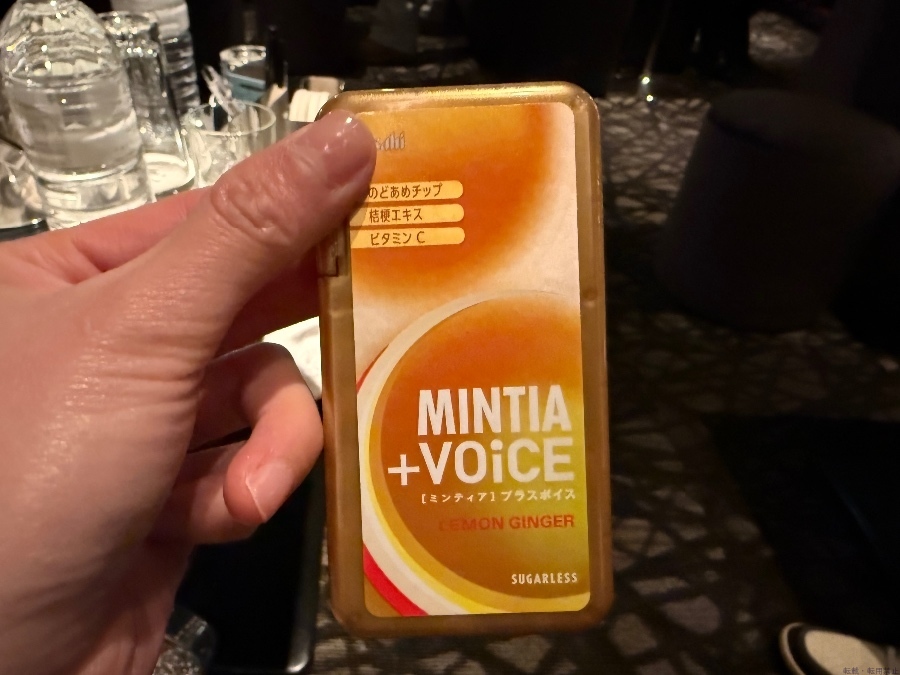 のどあめチップ
桔梗エキス
ビタミンC
MINTIA
+VOiCE
[ミンティア] プラスボイス
LEMON GINGER
SUGARLESS